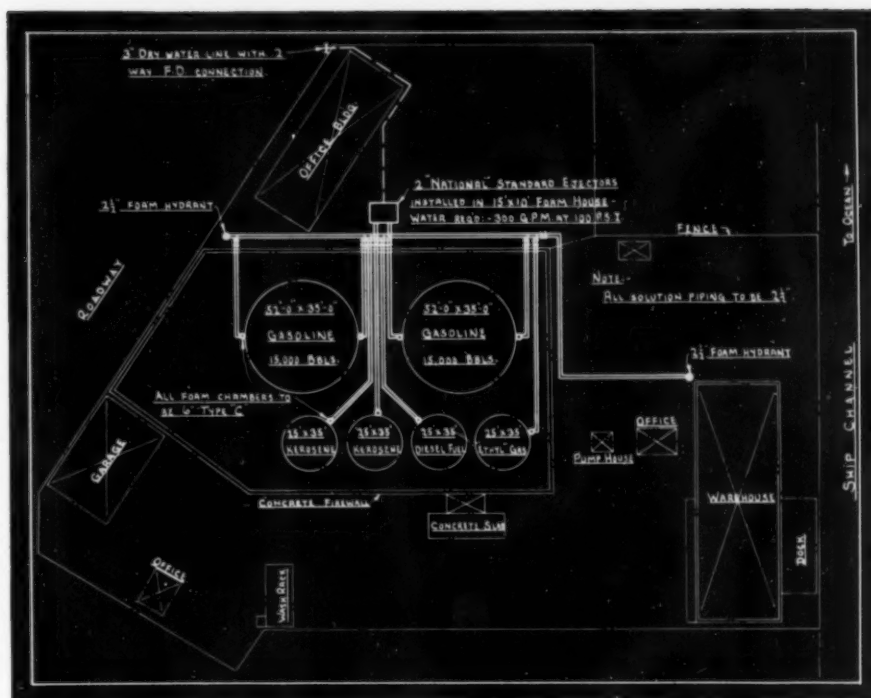 3" DRY WATER LINE WITH 2
WAY F.D. CONNECTION.
OFFICE BLDG.
2" "NATIONAL" STANDARD EJECTORS
INSTALLED IN 15'X10' FOAM HOUSE-
WATER REQ'D.-300 G.P.M. AT 100 P.S.I.
2½" FOAM HYDRANT
FENCE
TO OCEAN
ROADWAY
NOTE:-
ALL SOLUTION PIPING TO BE 2½"
52'-0" X 35'-0"
GASOLINE
15,000 BBLS.
52'-0" X 35'-0"
GASOLINE
15,000 BBLS.
2½" FOAM HYDRANT
SHIP CHANNEL
ALL FOAM CHAMBERS TO
BE 6" TYPE "C"
25'X35'
KEROSENE
25'X35'
KEROSENE
25'X35'
DIESEL FUEL
25'X35'
"ETHYL" GAS
OFFICE
PUMP HOUSE
GARAGE
CONCRETE FIREWALL
WAREHOUSE
CONCRETE SLAB
DOCK
OFFICE
WASH RACK